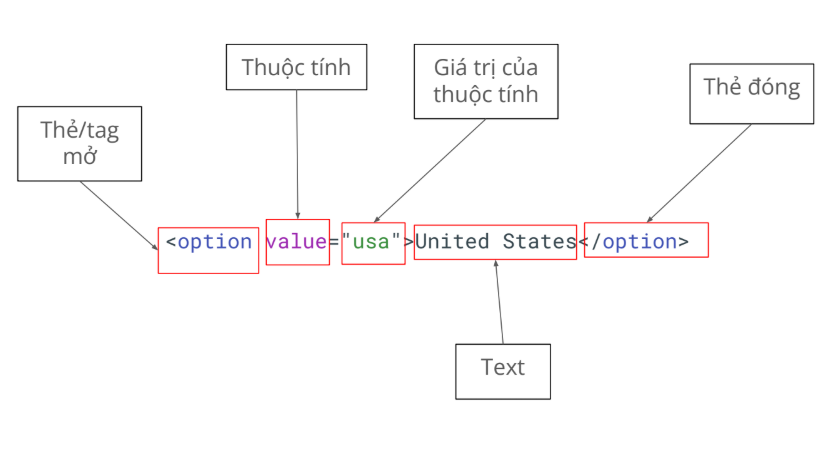 Thuộc tính
Giá trị của
thuộc tính
Thẻ đóng
Thẻ/tag
mở
<option value="usa">United States</option>
Text